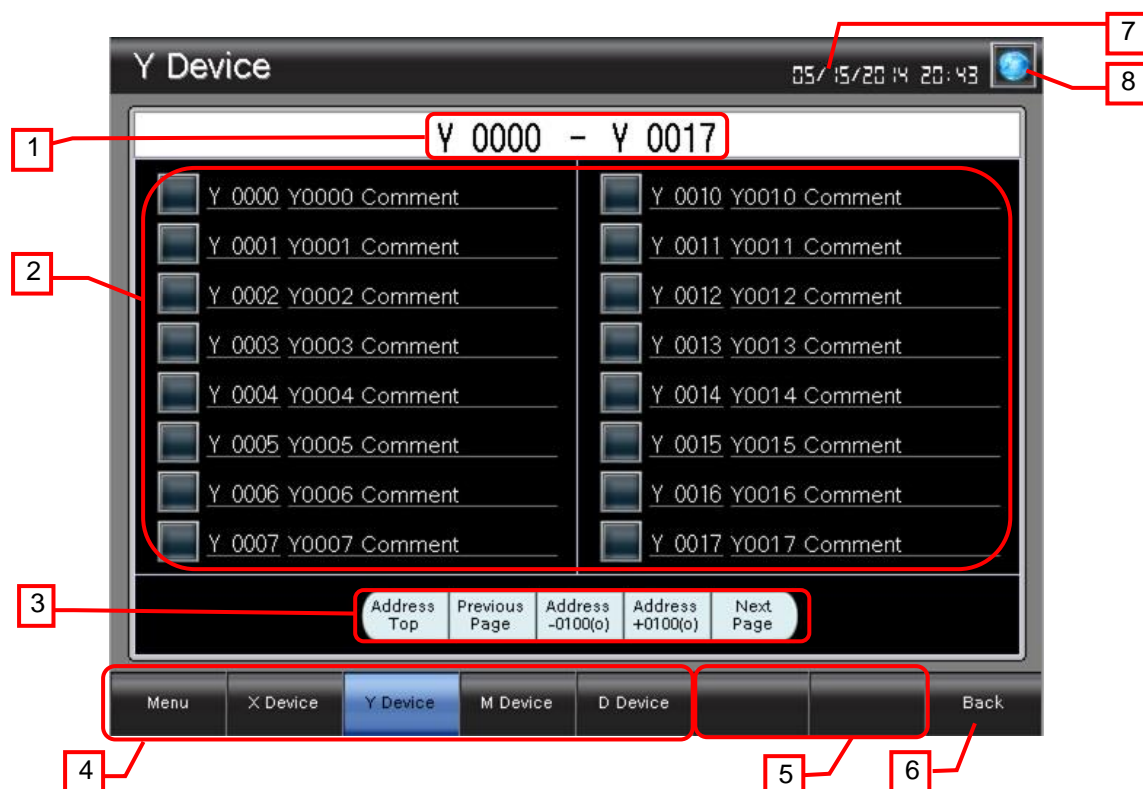 7
Y Device
05/15/2014 20:43
8
1
Y 0000 - Y 0017
Y 0000 Y0000 Comment
Y 0001 Y0001 Comment
Y 0002 Y0002 Comment
Y 0003 Y0003 Comment
Y 0004 Y0004 Comment
Y 0005 Y0005 Comment
Y 0006 Y0006 Comment
Y 0007 Y0007 Comment
Y 0010 Y0010 Comment
Y 0011 Y0011 Comment
Y 0012 Y0012 Comment
Y 0013 Y0013 Comment
Y 0014 Y0014 Comment
Y 0015 Y0015 Comment
Y 0016 Y0016 Comment
Y 0017 Y0017 Comment
2
3
Address
Top
Previous
Page
Address
-0100(o)
Address
+0100(o)
Next
Page
Menu
X Device
Y Device
M Device
D Device
Back
4
5
6